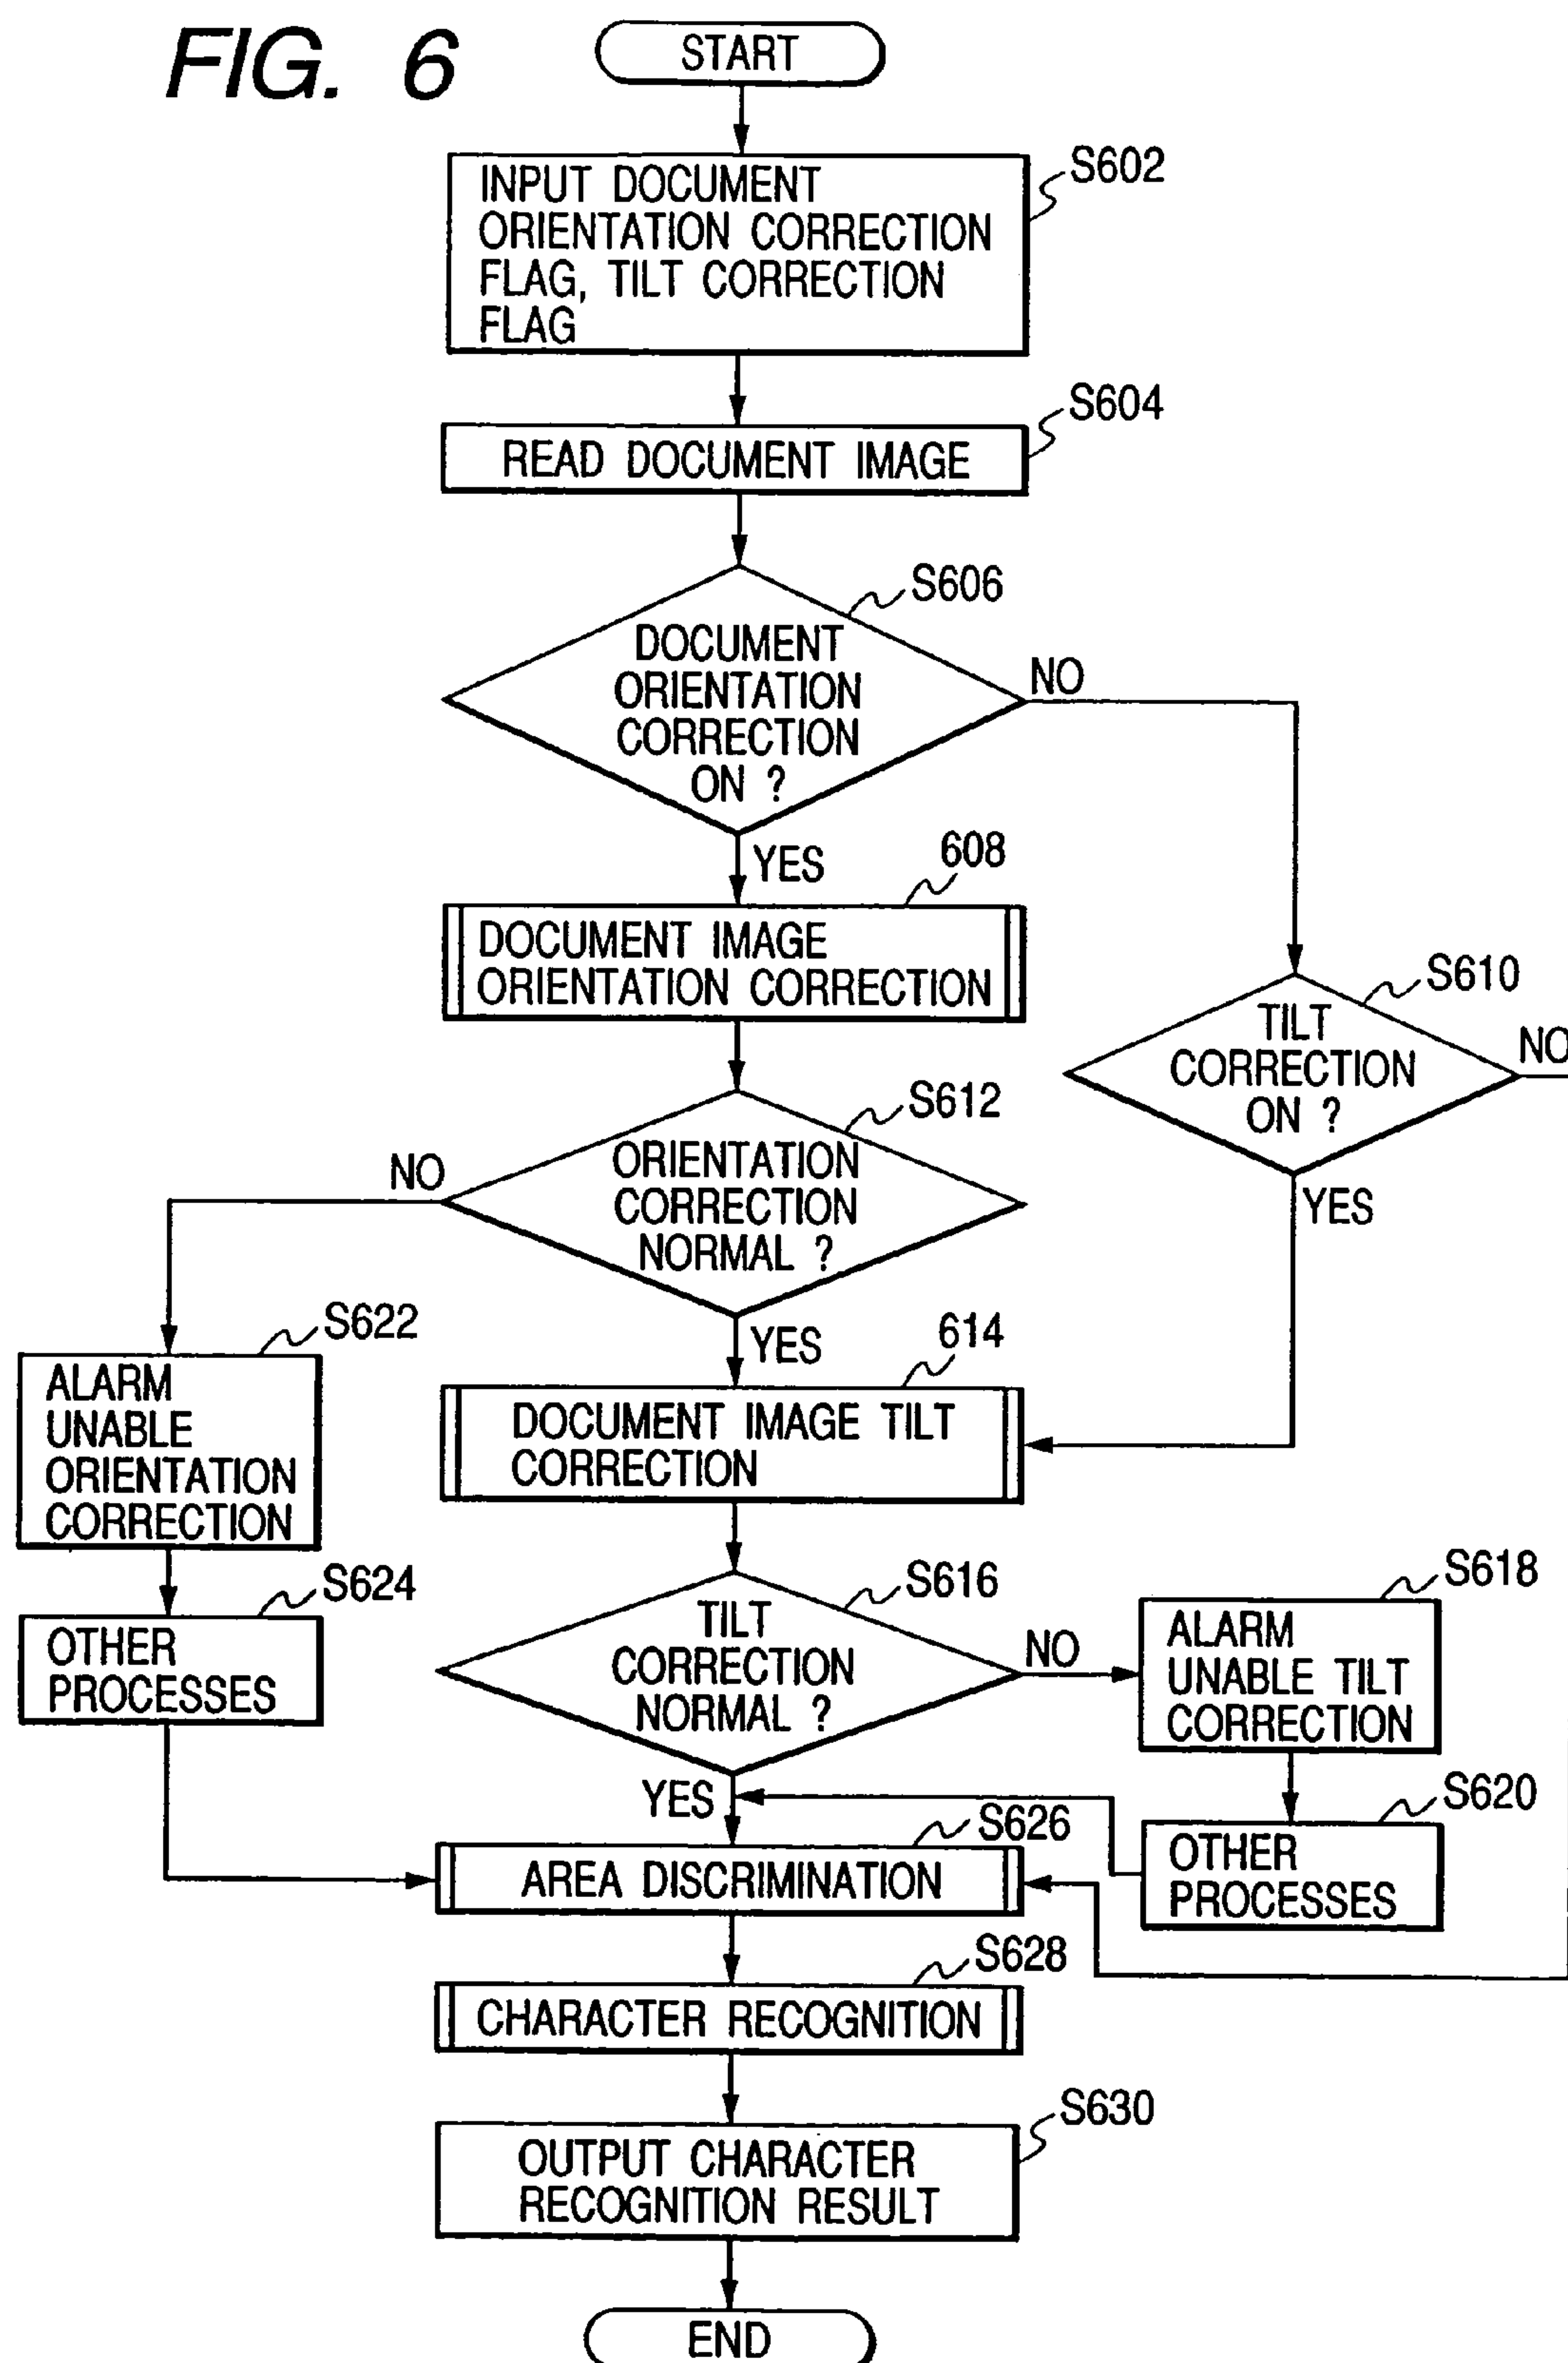 FIG. 6
START
S602
INPUT DOCUMENT
ORIENTATION CORRECTION
FLAG, TILT CORRECTION
FLAG
S604
READ DOCUMENT IMAGE
S606
DOCUMENT
ORIENTATION
CORRECTION
ON ?
NO
YES
608
DOCUMENT IMAGE
ORIENTATION CORRECTION
S610
TILT
CORRECTION
ON ?
NO
YES
S612
ORIENTATION
CORRECTION
NORMAL ?
NO
YES
S622
ALARM
UNABLE
ORIENTATION
CORRECTION
614
DOCUMENT IMAGE TILT
CORRECTION
S624
OTHER
PROCESSES
S616
TILT
CORRECTION
NORMAL ?
NO
YES
S618
ALARM
UNABLE TILT
CORRECTION
S620
OTHER
PROCESSES
S626
AREA DISCRIMINATION
S628
CHARACTER RECOGNITION
S630
OUTPUT CHARACTER
RECOGNITION RESULT
END